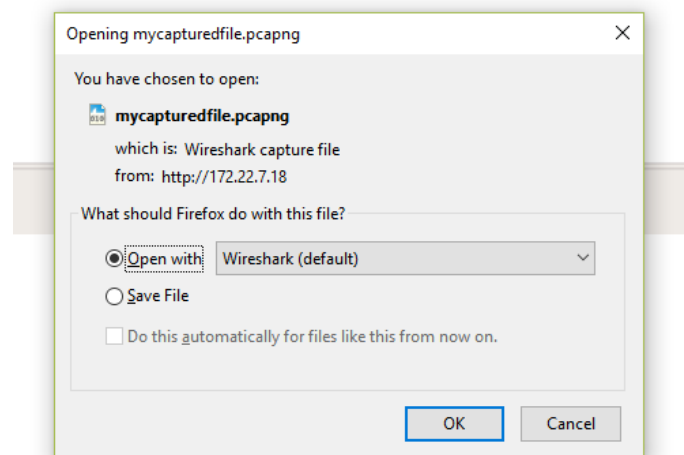 Opening mycapturedfile.pcapng
You have chosen to open:
mycapturedfile.pcapng
which is: Wireshark capture file
from: http://172.22.7.18
What should Firefox do with this file?
Open with Wireshark (default)
Save File
Do this automatically for files like this from now on.
OK Cancel